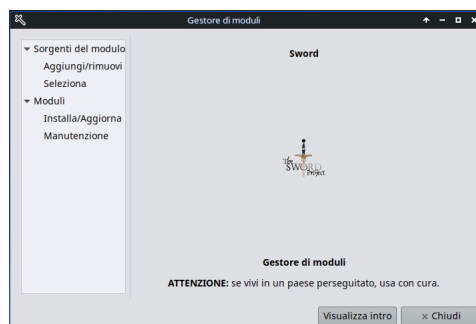 Gestore di moduli
Sorgenti del modulo
Aggiungi/rimuovi
Seleziona
Moduli
Installa/Aggiorna
Manutenzione
Sword
The
SWORD
Project
Gestore di moduli
ATTENZIONE: se vivi in un paese perseguitato, usa con cura.
Visualizza intro
Chiudi